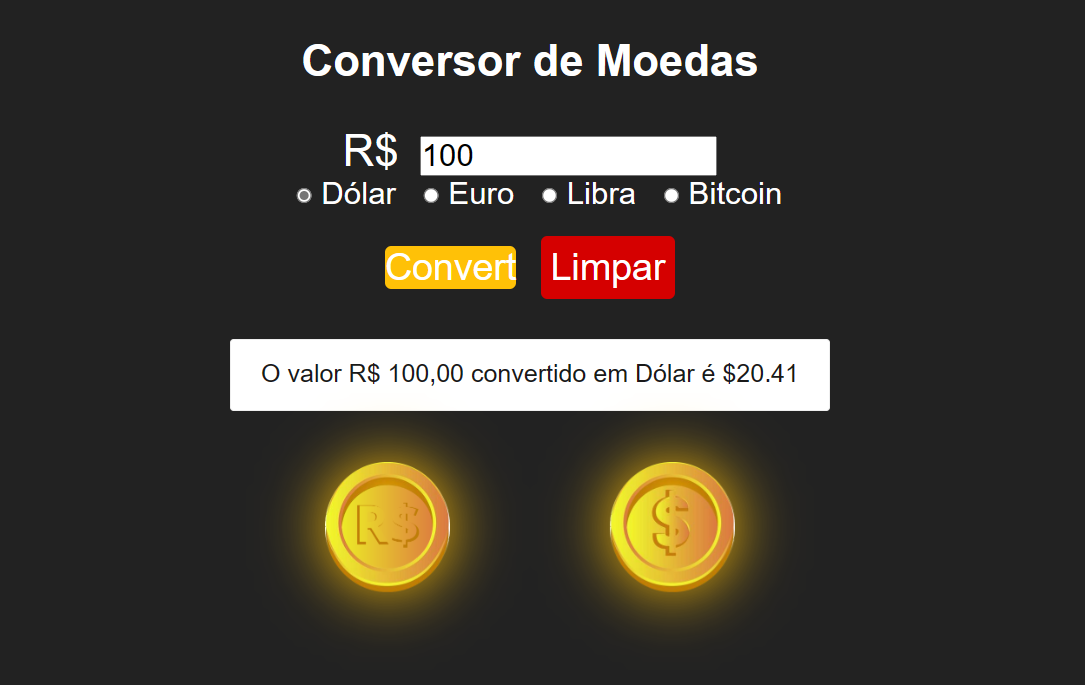 Conversor de Moedas
R$ 100
Dólar Euro Libra Bitcoin
Convert Limpar
O valor R$ 100,00 convertido em Dólar é $20.41
R$ $